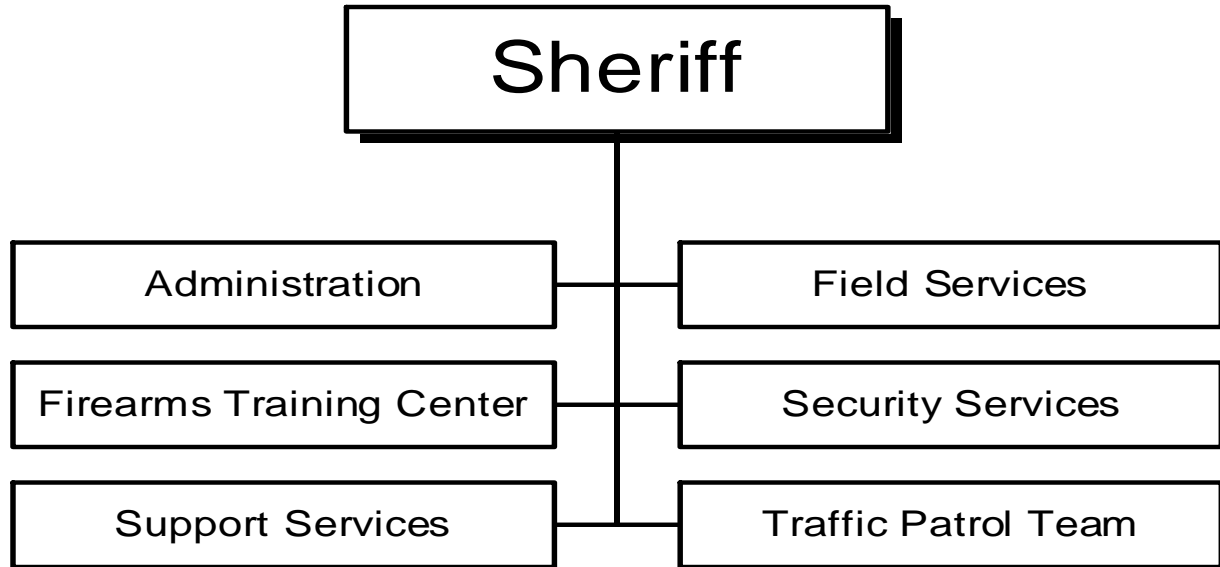 Sheriff
Administration
Field Services
Firearms Training Center
Security Services
Support Services
Traffic Patrol Team